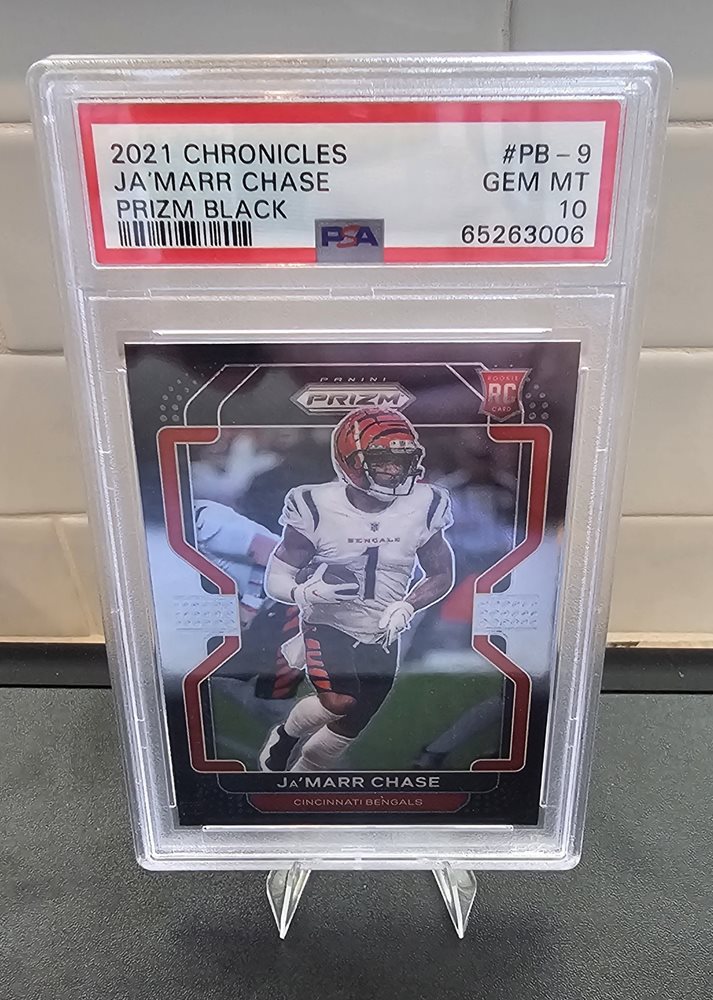 2021 CHRONICLES #PB-9
JA'MARR CHASE GEM MT
PRIZM BLACK 10
PSA 65263006
PANINI
PRIZM
ROOKIE
RC
CARD
BENGALS
1
JA'MARR CHASE
CINCINNATI BENGALS